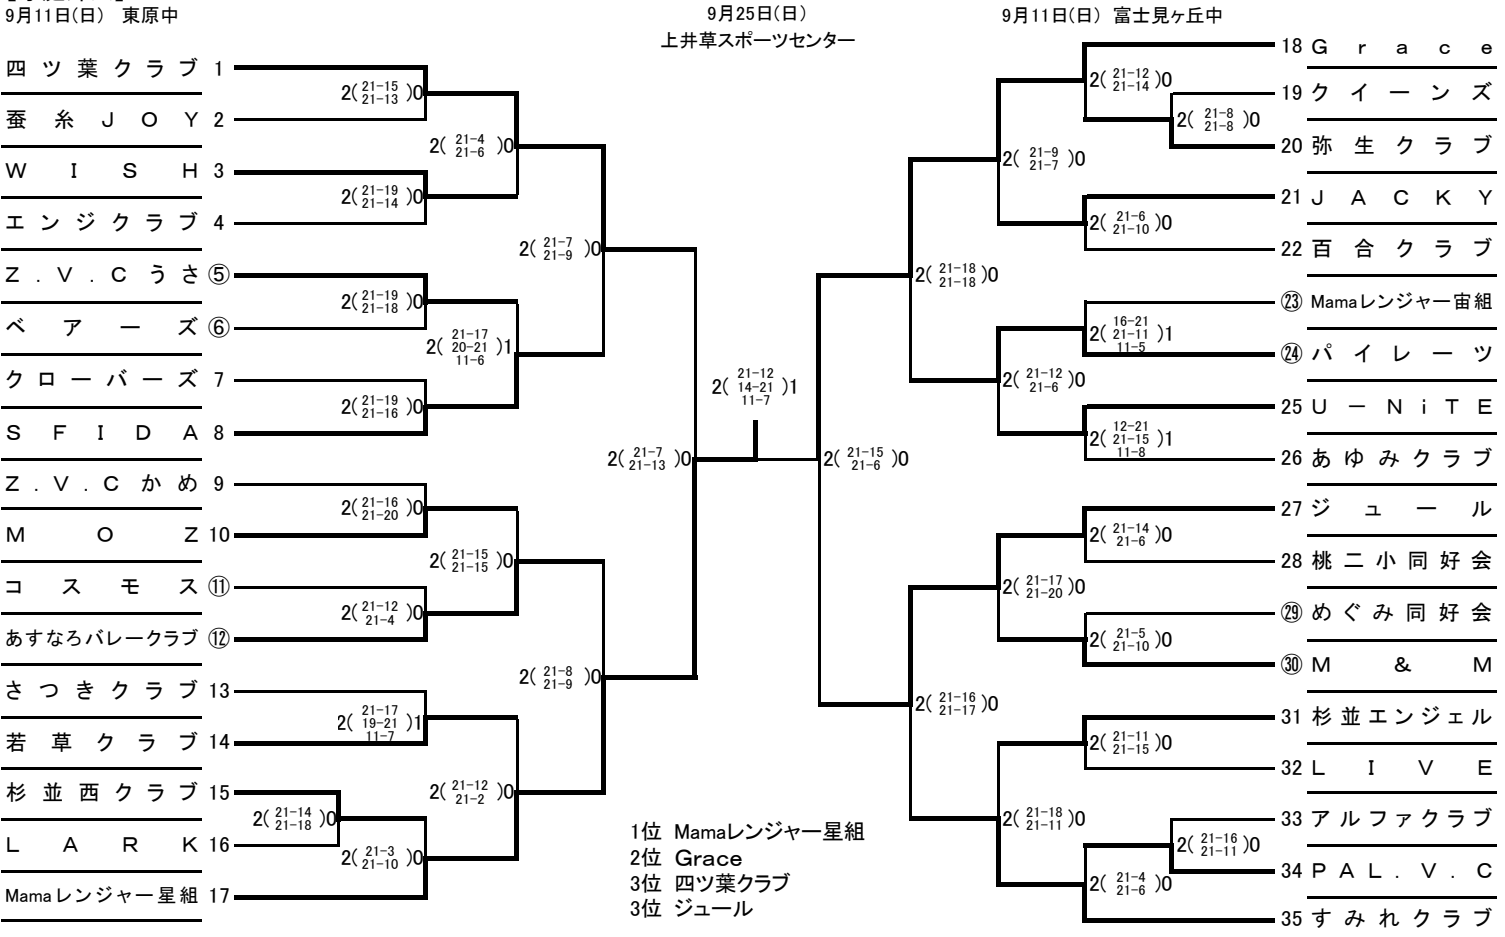 9月11日(日) 東原中
9月25日(日)
上井草スポーツセンター
9月11日(日) 富士見ヶ丘中
四ツ葉クラブ 1
蚕糸JOY 2
WISH 3
エンジクラブ 4
Z.V.Cうさ ⑤
ベアーズ ⑥
クローバーズ 7
SFIDA 8
Z.V.Cかめ 9
MOZ 10
コスモス ⑪
あすなろバレークラブ ⑫
さつきクラブ 13
若草クラブ 14
杉並西クラブ 15
LARK 16
Mamaレンジャー星組 17
2( 21-15 )0
21-13
2( 21-19 )0
21-14
2( 21-19 )0
21-18
2( 21-19 )0
21-16
2( 21-16 )0
21-20
2( 21-12 )0
21-4
2( 21-17 )1
19-21
11-7
2( 21-14 )0
21-18
2( 21-3 )0
21-10
2( 21-4 )0
21-6
2( 21-17 )1
20-21
11-6
2( 21-15 )0
21-15
2( 21-12 )0
21-2
2( 21-7 )0
21-9
2( 21-8 )0
21-9
2( 21-7 )0
21-13
2( 21-12 )1
14-21
11-7
2( 21-15 )0
21-6
2( 21-18 )0
21-18
2( 21-16 )0
21-17
2( 21-9 )0
21-7
2( 21-12 )0
21-6
2( 21-17 )0
21-20
2( 21-18 )0
21-11
2( 21-12 )0
21-14
2( 21-8 )0
21-8
2( 21-6 )0
21-10
2( 16-21 )1
21-11
11-5
2( 12-21 )1
21-15
11-8
2( 21-14 )0
21-6
2( 21-5 )0
21-10
2( 21-11 )0
21-15
2( 21-16 )0
21-11
2( 21-4 )0
21-6
18 Grace
19 クイーンズ
20 弥生クラブ
21 JACKY
22 百合クラブ
㉓ Mamaレンジャー宙組
㉔ パイレーツ
25 U-NiTE
26 あゆみクラブ
27 ジュール
28 桃二小同好会
㉙ めぐみ同好会
㉚ M&M
31 杉並エンジェル
32 LIVE
33 アルファクラブ
34 PAL.V.C
35 すみれクラブ
1位 Mamaレンジャー星組
2位 Grace
3位 四ツ葉クラブ
3位 ジュール